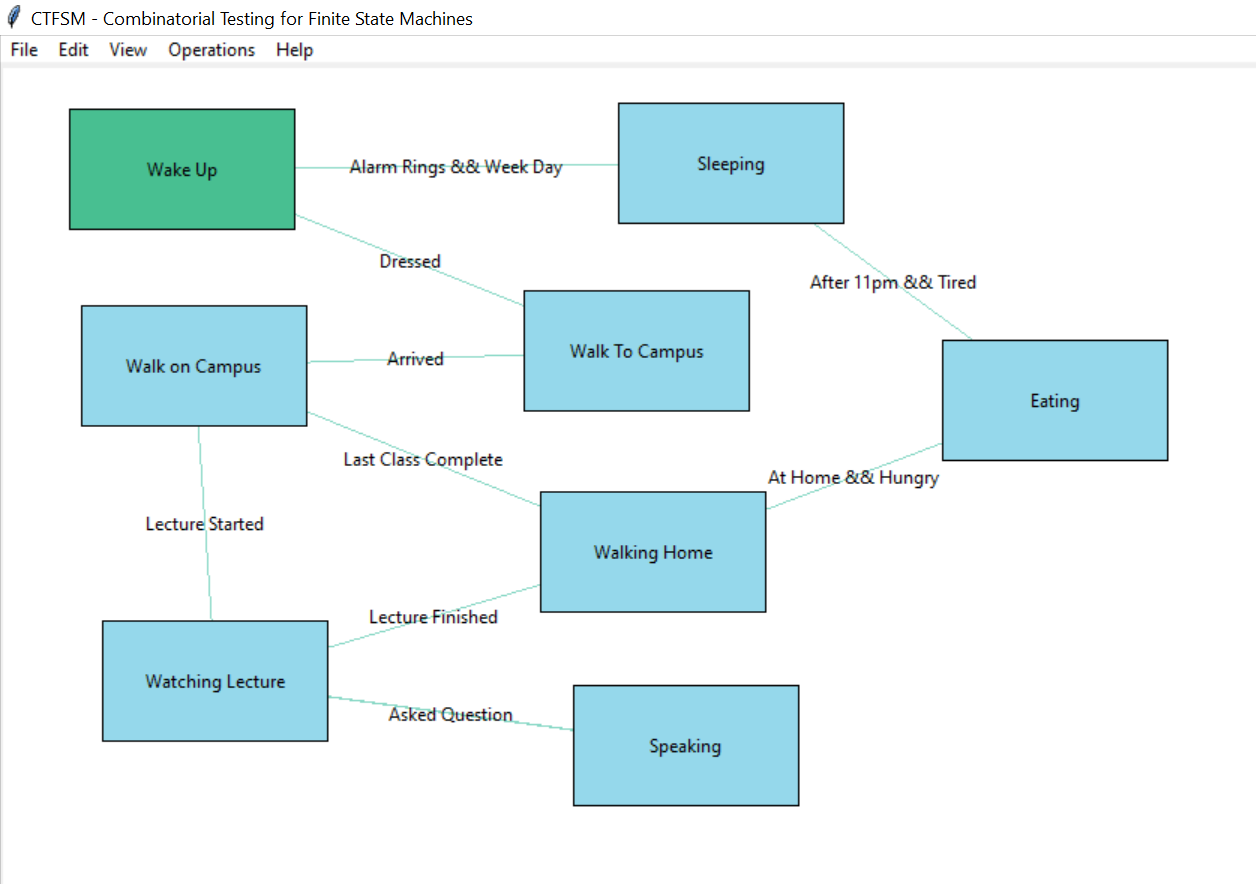 CTFSM - Combinatorial Testing for Finite State Machines
File Edit View Operations Help
Wake Up
Alarm Rings && Week Day
Sleeping
Dressed
After 11pm && Tired
Walk on Campus
Arrived
Walk To Campus
Eating
Last Class Complete
At Home && Hungry
Lecture Started
Walking Home
Lecture Finished
Watching Lecture
Asked Question
Speaking